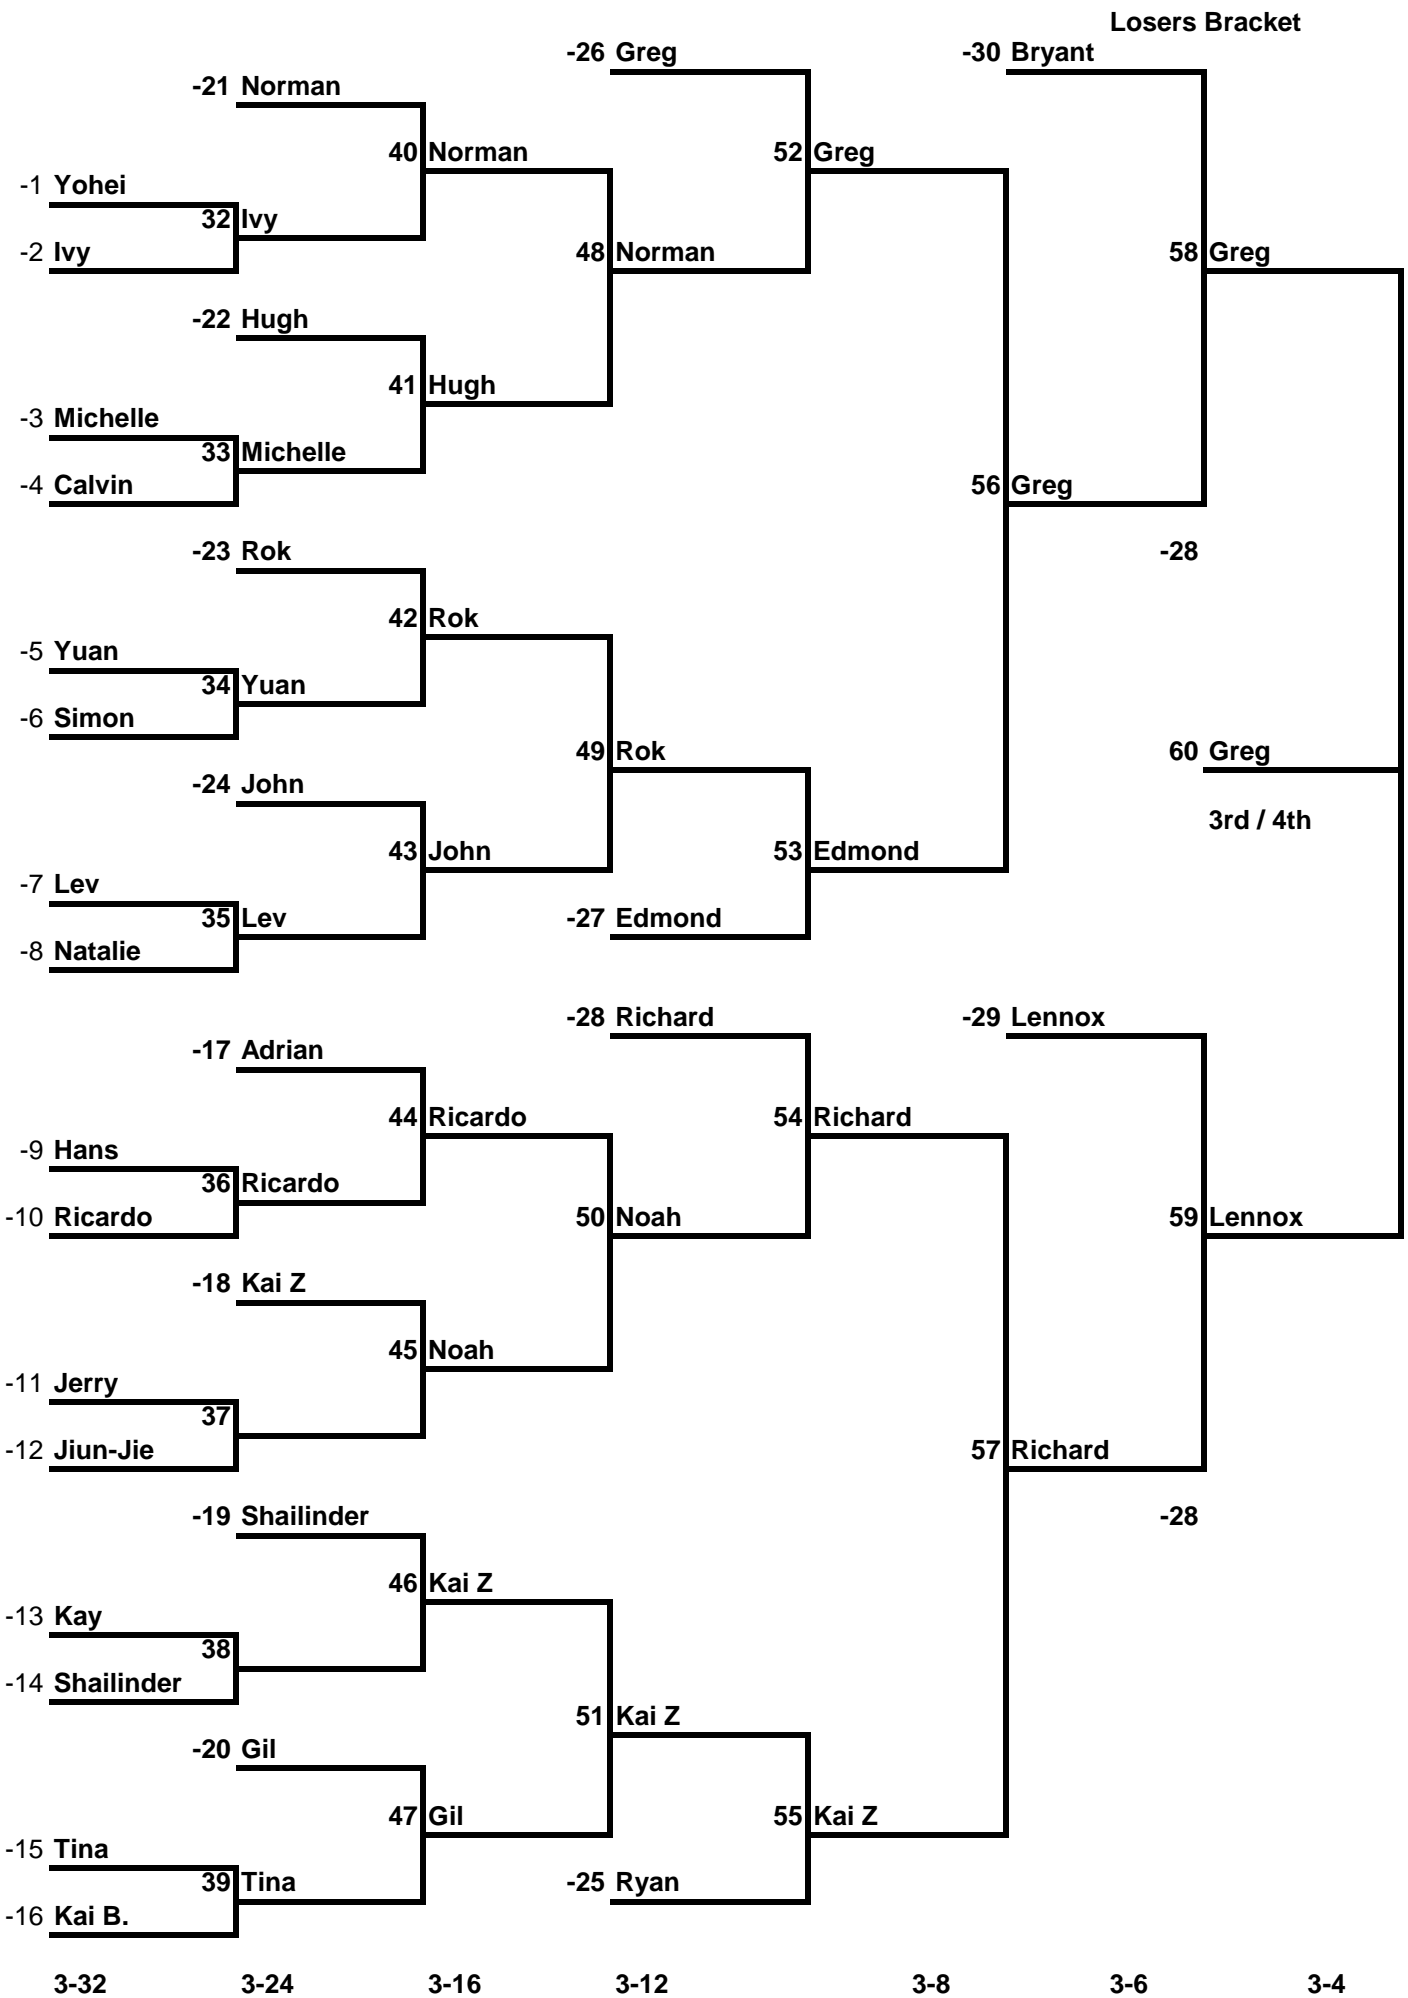 Losers Bracket
-26 Greg
-30 Bryant
-21 Norman
40 Norman
52 Greg
-1 Yohei
32 Ivy
-2 Ivy
48 Norman
58 Greg
-22 Hugh
41 Hugh
-3 Michelle
33 Michelle
-4 Calvin
56 Greg
-23 Rok
-28
42 Rok
-5 Yuan
34 Yuan
-6 Simon
49 Rok
60 Greg
-24 John
3rd / 4th
43 John
53 Edmond
-7 Lev
35 Lev
-27 Edmond
-8 Natalie
-28 Richard
-29 Lennox
-17 Adrian
44 Ricardo
54 Richard
-9 Hans
36 Ricardo
-10 Ricardo
50 Noah
59 Lennox
-18 Kai Z
45 Noah
-11 Jerry
37
-12 Jiun-Jie
57 Richard
-19 Shailinder
-28
46 Kai Z
-13 Kay
38
-14 Shailinder
51 Kai Z
-20 Gil
47 Gil
55 Kai Z
-15 Tina
39 Tina
-25 Ryan
-16 Kai B.
3-32 3-24 3-16 3-12 3-8 3-6 3-4